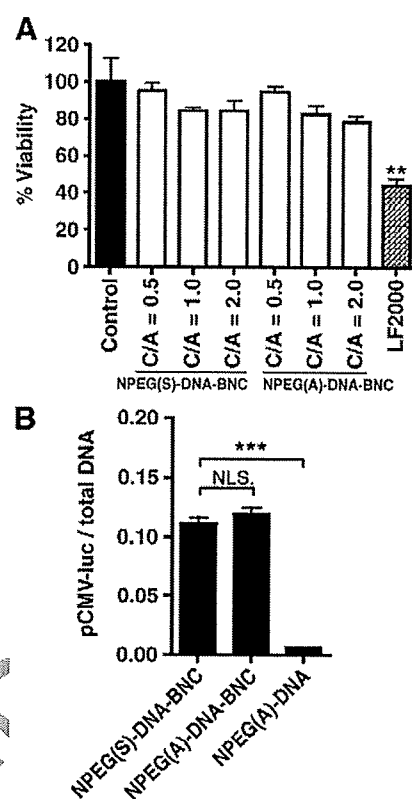 A
120
100
80
60
40
20
0
% Viability
**
Control
C/A = 0.5
C/A = 1.0
C/A = 2.0
C/A = 0.5
C/A = 1.0
C/A = 2.0
LF2000
NPEG(S)-DNA-BNC
NPEG(A)-DNA-BNC
B
0.20
0.15
0.10
0.05
0.00
pCMV-luc / total DNA
***
NLS.
NPEG(S)-DNA-BNC
NPEG(A)-DNA-BNC
NPEG(A)-DNA